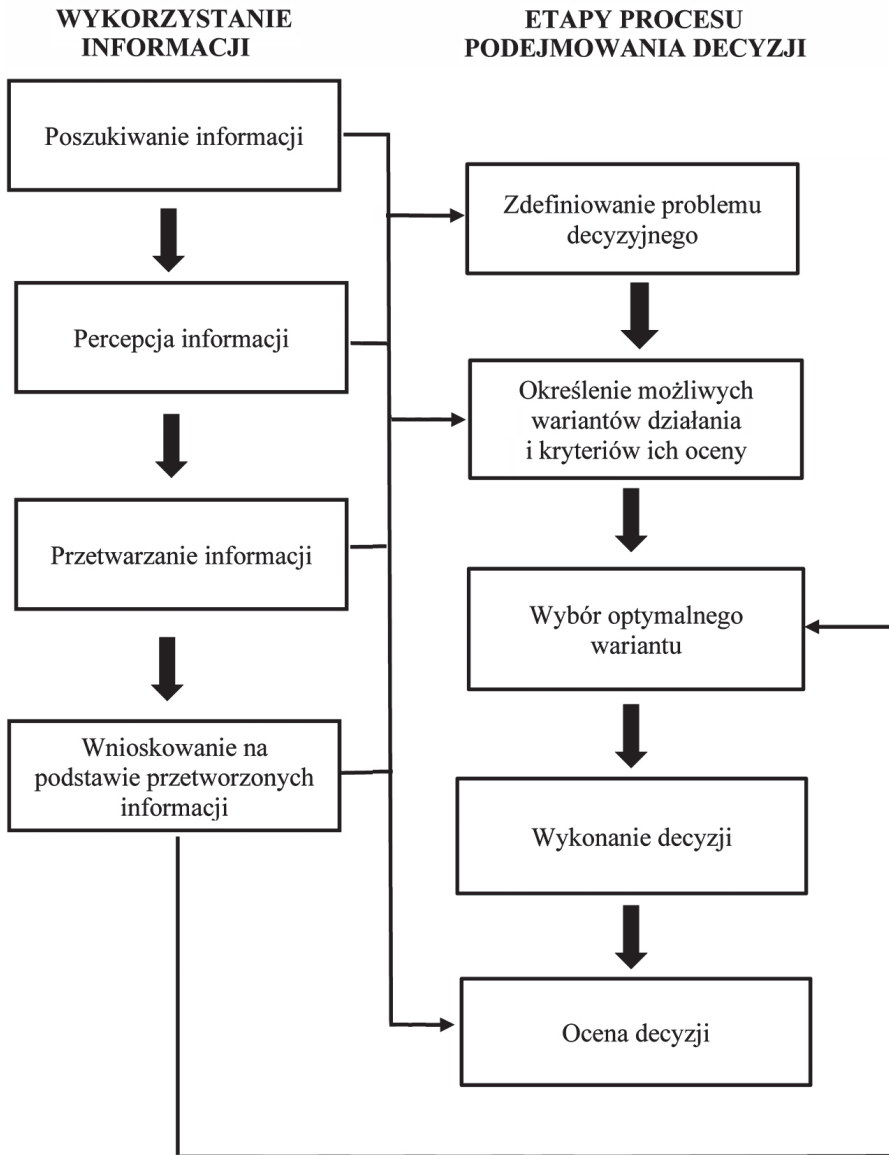 WYKORZYSTANIE
INFORMACJI
Poszukiwanie informacji
Percepcja informacji
Przetwarzanie informacji
Wnioskowanie na
podstawie przetworzonych
informacji
ETAPY PROCESU
PODEJMOWANIA DECYZJI
Zdefiniowanie problemu
decyzyjnego
Określenie możliwych
wariantów działania
i kryteriów ich oceny
Wybór optymalnego
wariantu
Wykonanie decyzji
Ocena decyzji